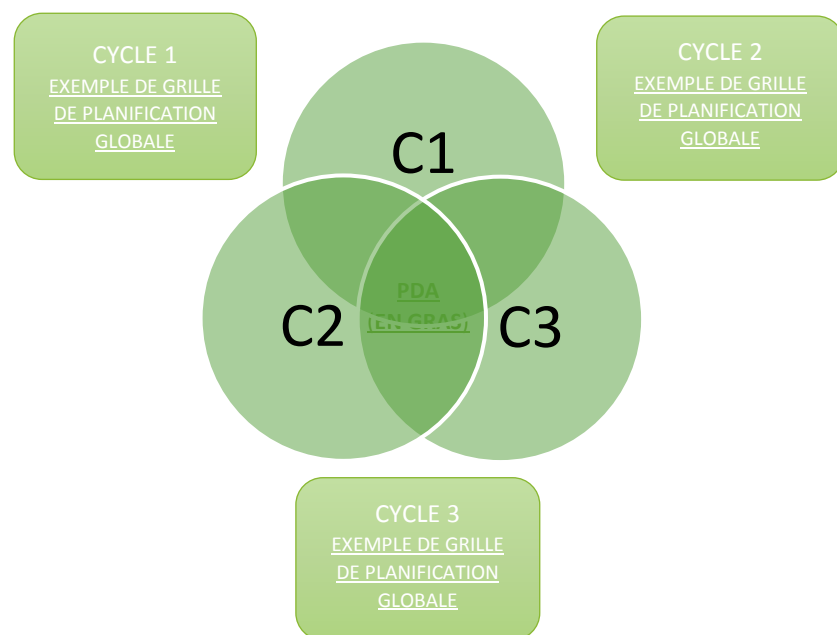 CYCLE 1
EXEMPLE DE GRILLE
DE PLANIFICATION
GLOBALE
CYCLE 2
EXEMPLE DE GRILLE
DE PLANIFICATION
GLOBALE
C1
PDA
(EN GRAS)
C2
C3
CYCLE 3
EXEMPLE DE GRILLE
DE PLANIFICATION
GLOBALE